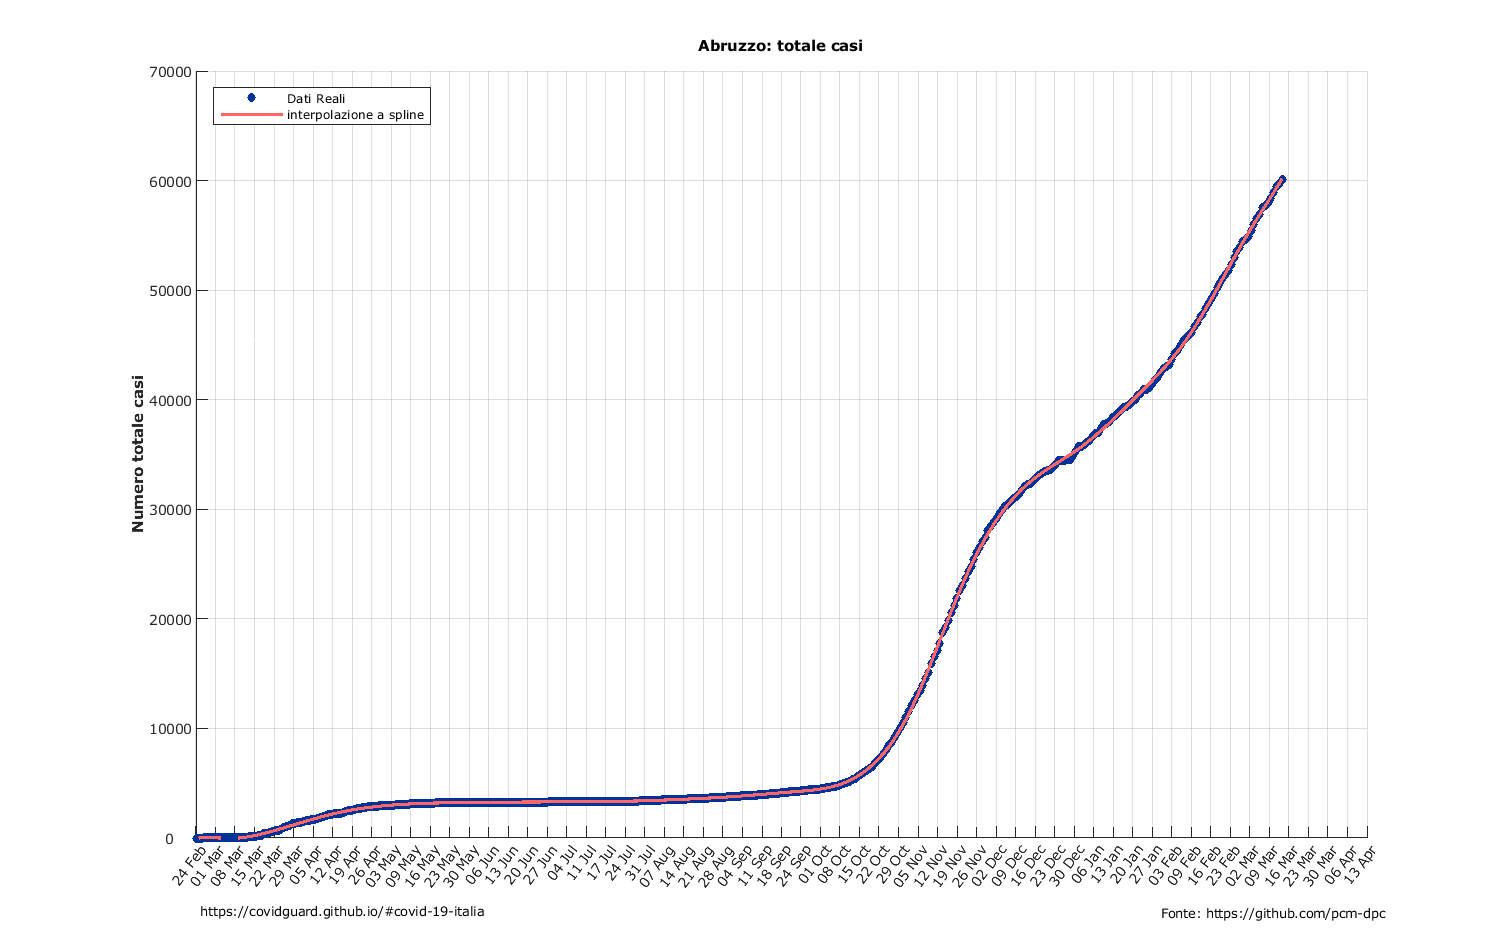 Abruzzo: totale casi
70000
60000
50000
40000
30000
20000
10000
0
Numero totale casi
Dati Reali
interpolazione a spline
24 Feb
01 Mar
08 Mar
15 Mar
22 Mar
29 Mar
05 Apr
12 Apr
19 Apr
26 Apr
03 May
09 May
16 May
23 May
30 May
06 Jun
13 Jun
20 Jun
27 Jun
04 Jul
11 Jul
17 Jul
24 Jul
31 Jul
07 Aug
14 Aug
21 Aug
28 Aug
04 Sep
11 Sep
18 Sep
24 Sep
01 Oct
08 Oct
15 Oct
22 Oct
29 Oct
05 Nov
12 Nov
19 Nov
26 Nov
02 Dec
09 Dec
16 Dec
23 Dec
30 Dec
06 Jan
13 Jan
20 Jan
27 Jan
03 Feb
09 Feb
16 Feb
23 Feb
02 Mar
09 Mar
16 Mar
23 Mar
30 Mar
06 Apr
13 Apr
https://covidguard.github.io/#covid-19-italia
Fonte: https://github.com/pcm-dpc